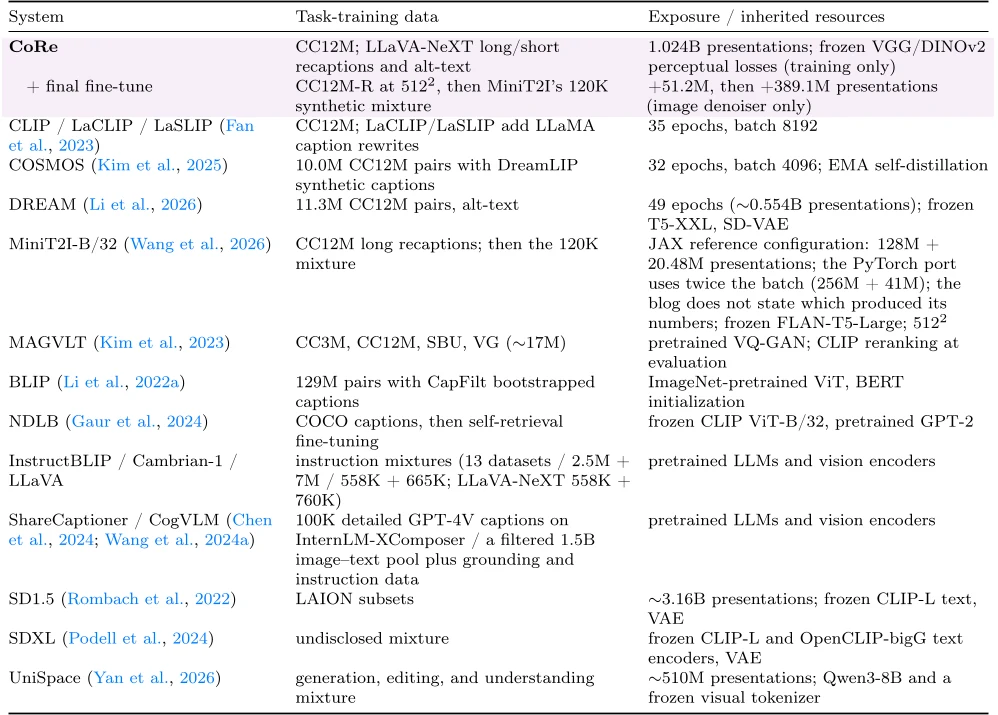 System Task-training data Exposure / inherited resources
CoRe CC12M; LLaVA-NeXT long/short 1.024B presentations; frozen VGG/DINOv2
recaptions and alt-text perceptual losses (training only)
+ final fine-tune CC12M-R at 512², then MiniT2I's 120K +51.2M, then +389.1M presentations
synthetic mixture (image denoiser only)
CLIP / LaCLIP / LaSLIP (Fan CC12M; LaCLIP/LaSLIP add LLaMA 35 epochs, batch 8192
et al., 2023) caption rewrites
COSMOS (Kim et al., 2025) 10.0M CC12M pairs with DreamLIP 32 epochs, batch 4096; EMA self-distillation
synthetic captions
DREAM (Li et al., 2026) 11.3M CC12M pairs, alt-text 49 epochs (∼0.554B presentations); frozen
T5-XXL, SD-VAE
MiniT2I-B/32 (Wang et al., 2026) CC12M long recaptions; then the 120K JAX reference configuration: 128M +
mixture 20.48M presentations; the PyTorch port
uses twice the batch (256M + 41M); the
blog does not state which produced its
numbers; frozen FLAN-T5-Large; 512²
MAGVLT (Kim et al., 2023) CC3M, CC12M, SBU, VG (∼17M) pretrained VQ-GAN; CLIP reranking at
evaluation
BLIP (Li et al., 2022a) 129M pairs with CapFilt bootstrapped ImageNet-pretrained ViT, BERT
captions initialization
NDLB (Gaur et al., 2024) COCO captions, then self-retrieval frozen CLIP ViT-B/32, pretrained GPT-2
fine-tuning
InstructBLIP / Cambrian-1 / instruction mixtures (13 datasets / 2.5M + pretrained LLMs and vision encoders
LLaVA 7M / 558K + 665K; LLaVA-NeXT 558K +
760K)
ShareCaptioner / CogVLM (Chen 100K detailed GPT-4V captions on pretrained LLMs and vision encoders
et al., 2024; Wang et al., 2024a) InternLM-XComposer / a filtered 1.5B
image–text pool plus grounding and
instruction data
SD1.5 (Rombach et al., 2022) LAION subsets ∼3.16B presentations; frozen CLIP-L text,
VAE
SDXL (Podell et al., 2024) undisclosed mixture frozen CLIP-L and OpenCLIP-bigG text
encoders, VAE
UniSpace (Yan et al., 2026) generation, editing, and understanding ∼510M presentations; Qwen3-8B and a
mixture frozen visual tokenizer